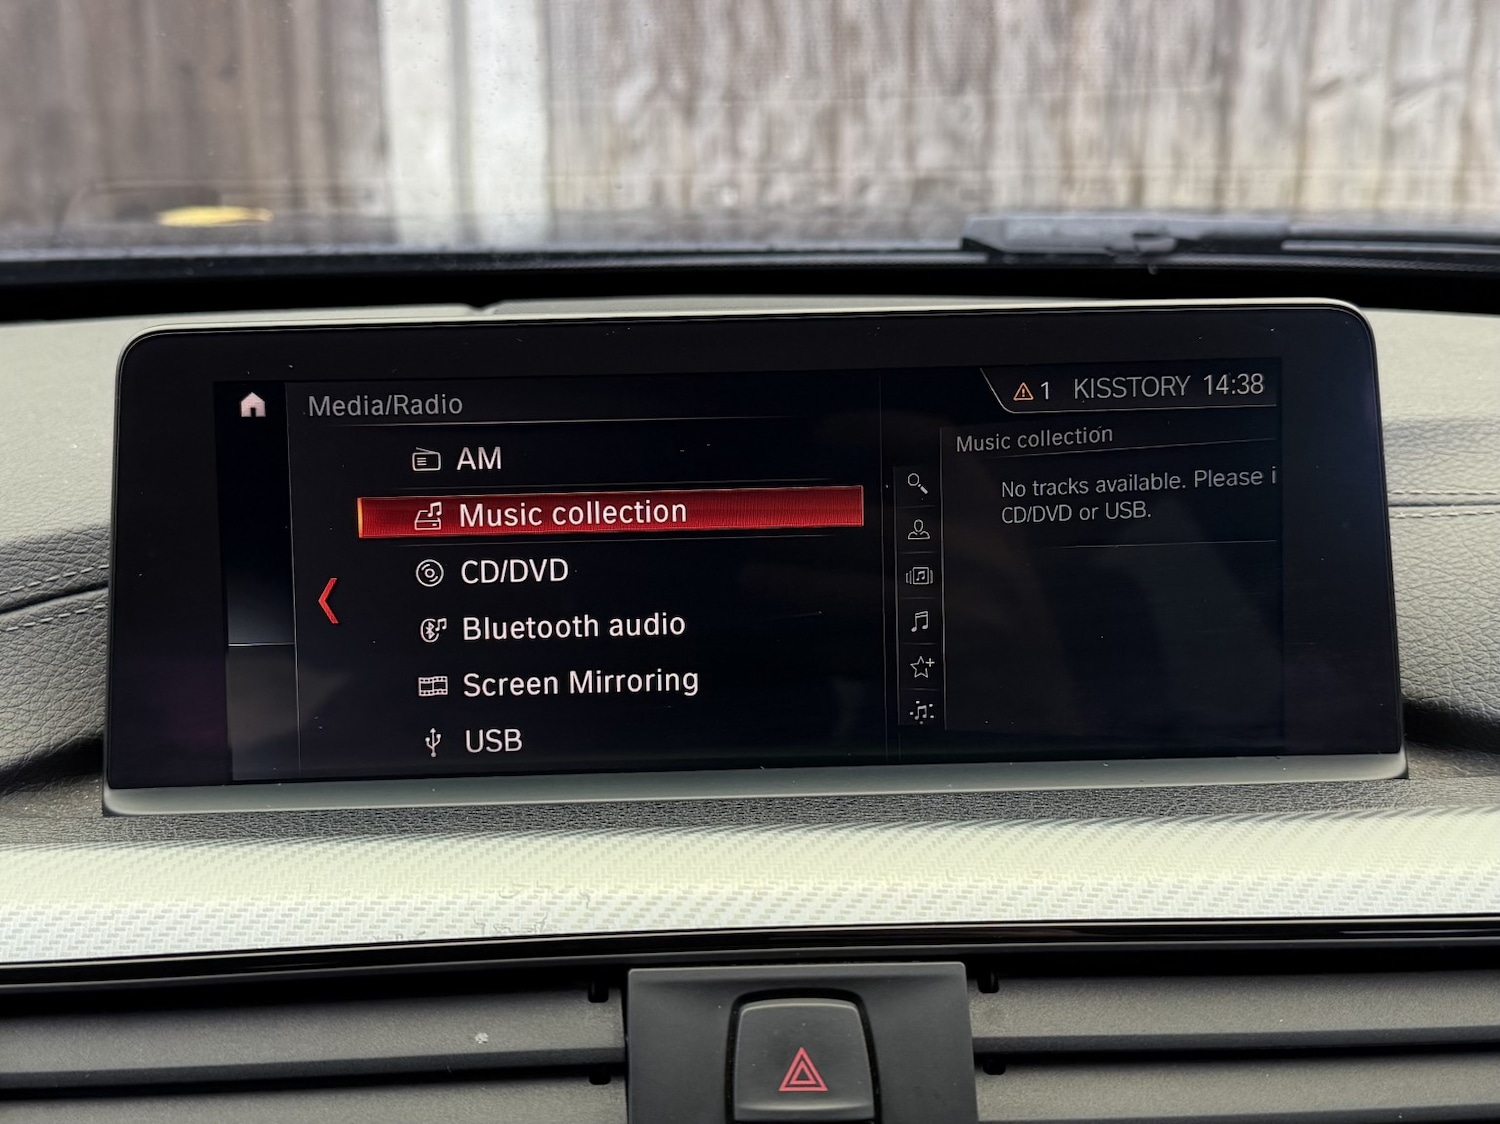 Media/Radio
1 KISSTORY 14:38
AM
Music collection
CD/DVD
Bluetooth audio
Screen Mirroring
USB
Music collection
No tracks available. Please i
CD/DVD or USB.